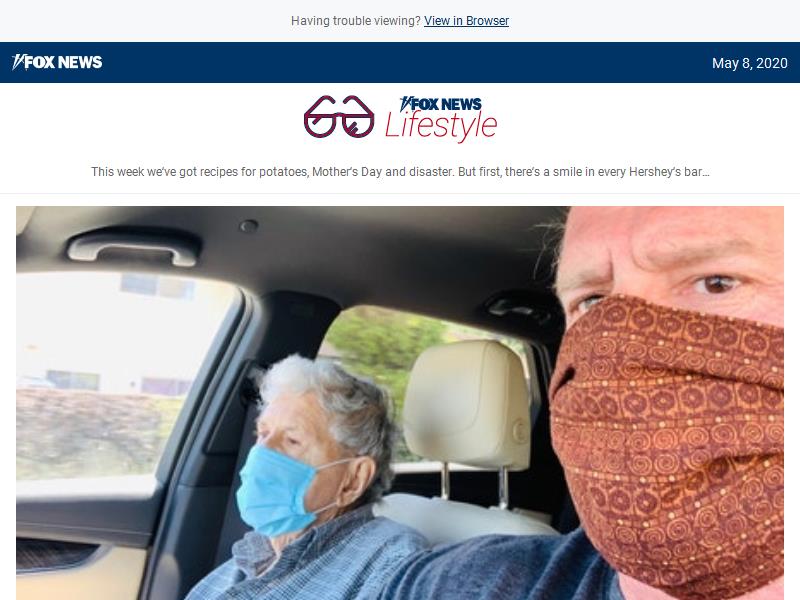 Having trouble viewing? View in Browser
FOX NEWS
May 8, 2020
FOX NEWS
Lifestyle
This week we've got recipes for potatoes, Mother's Day and disaster. But first, there's a smile in every Hershey's bar...